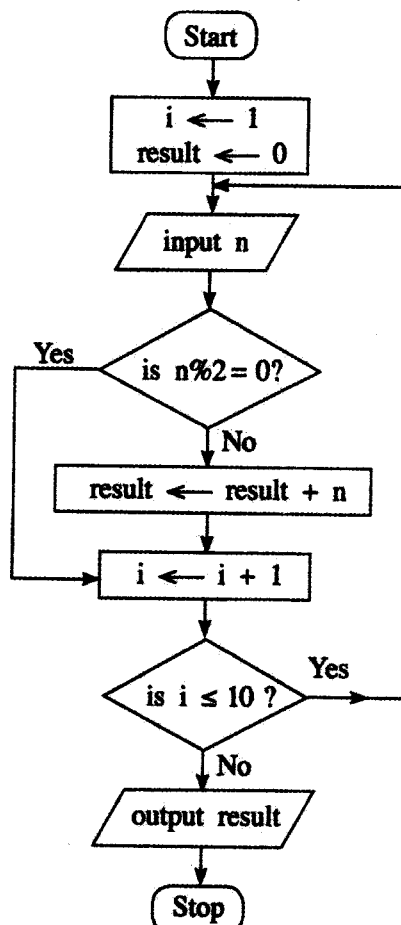 Start
i ← 1
result ← 0
input n
Yes
is n%2 = 0?
No
result ← result + n
i ← i + 1
is i ≤ 10 ?
Yes
No
output result
Stop